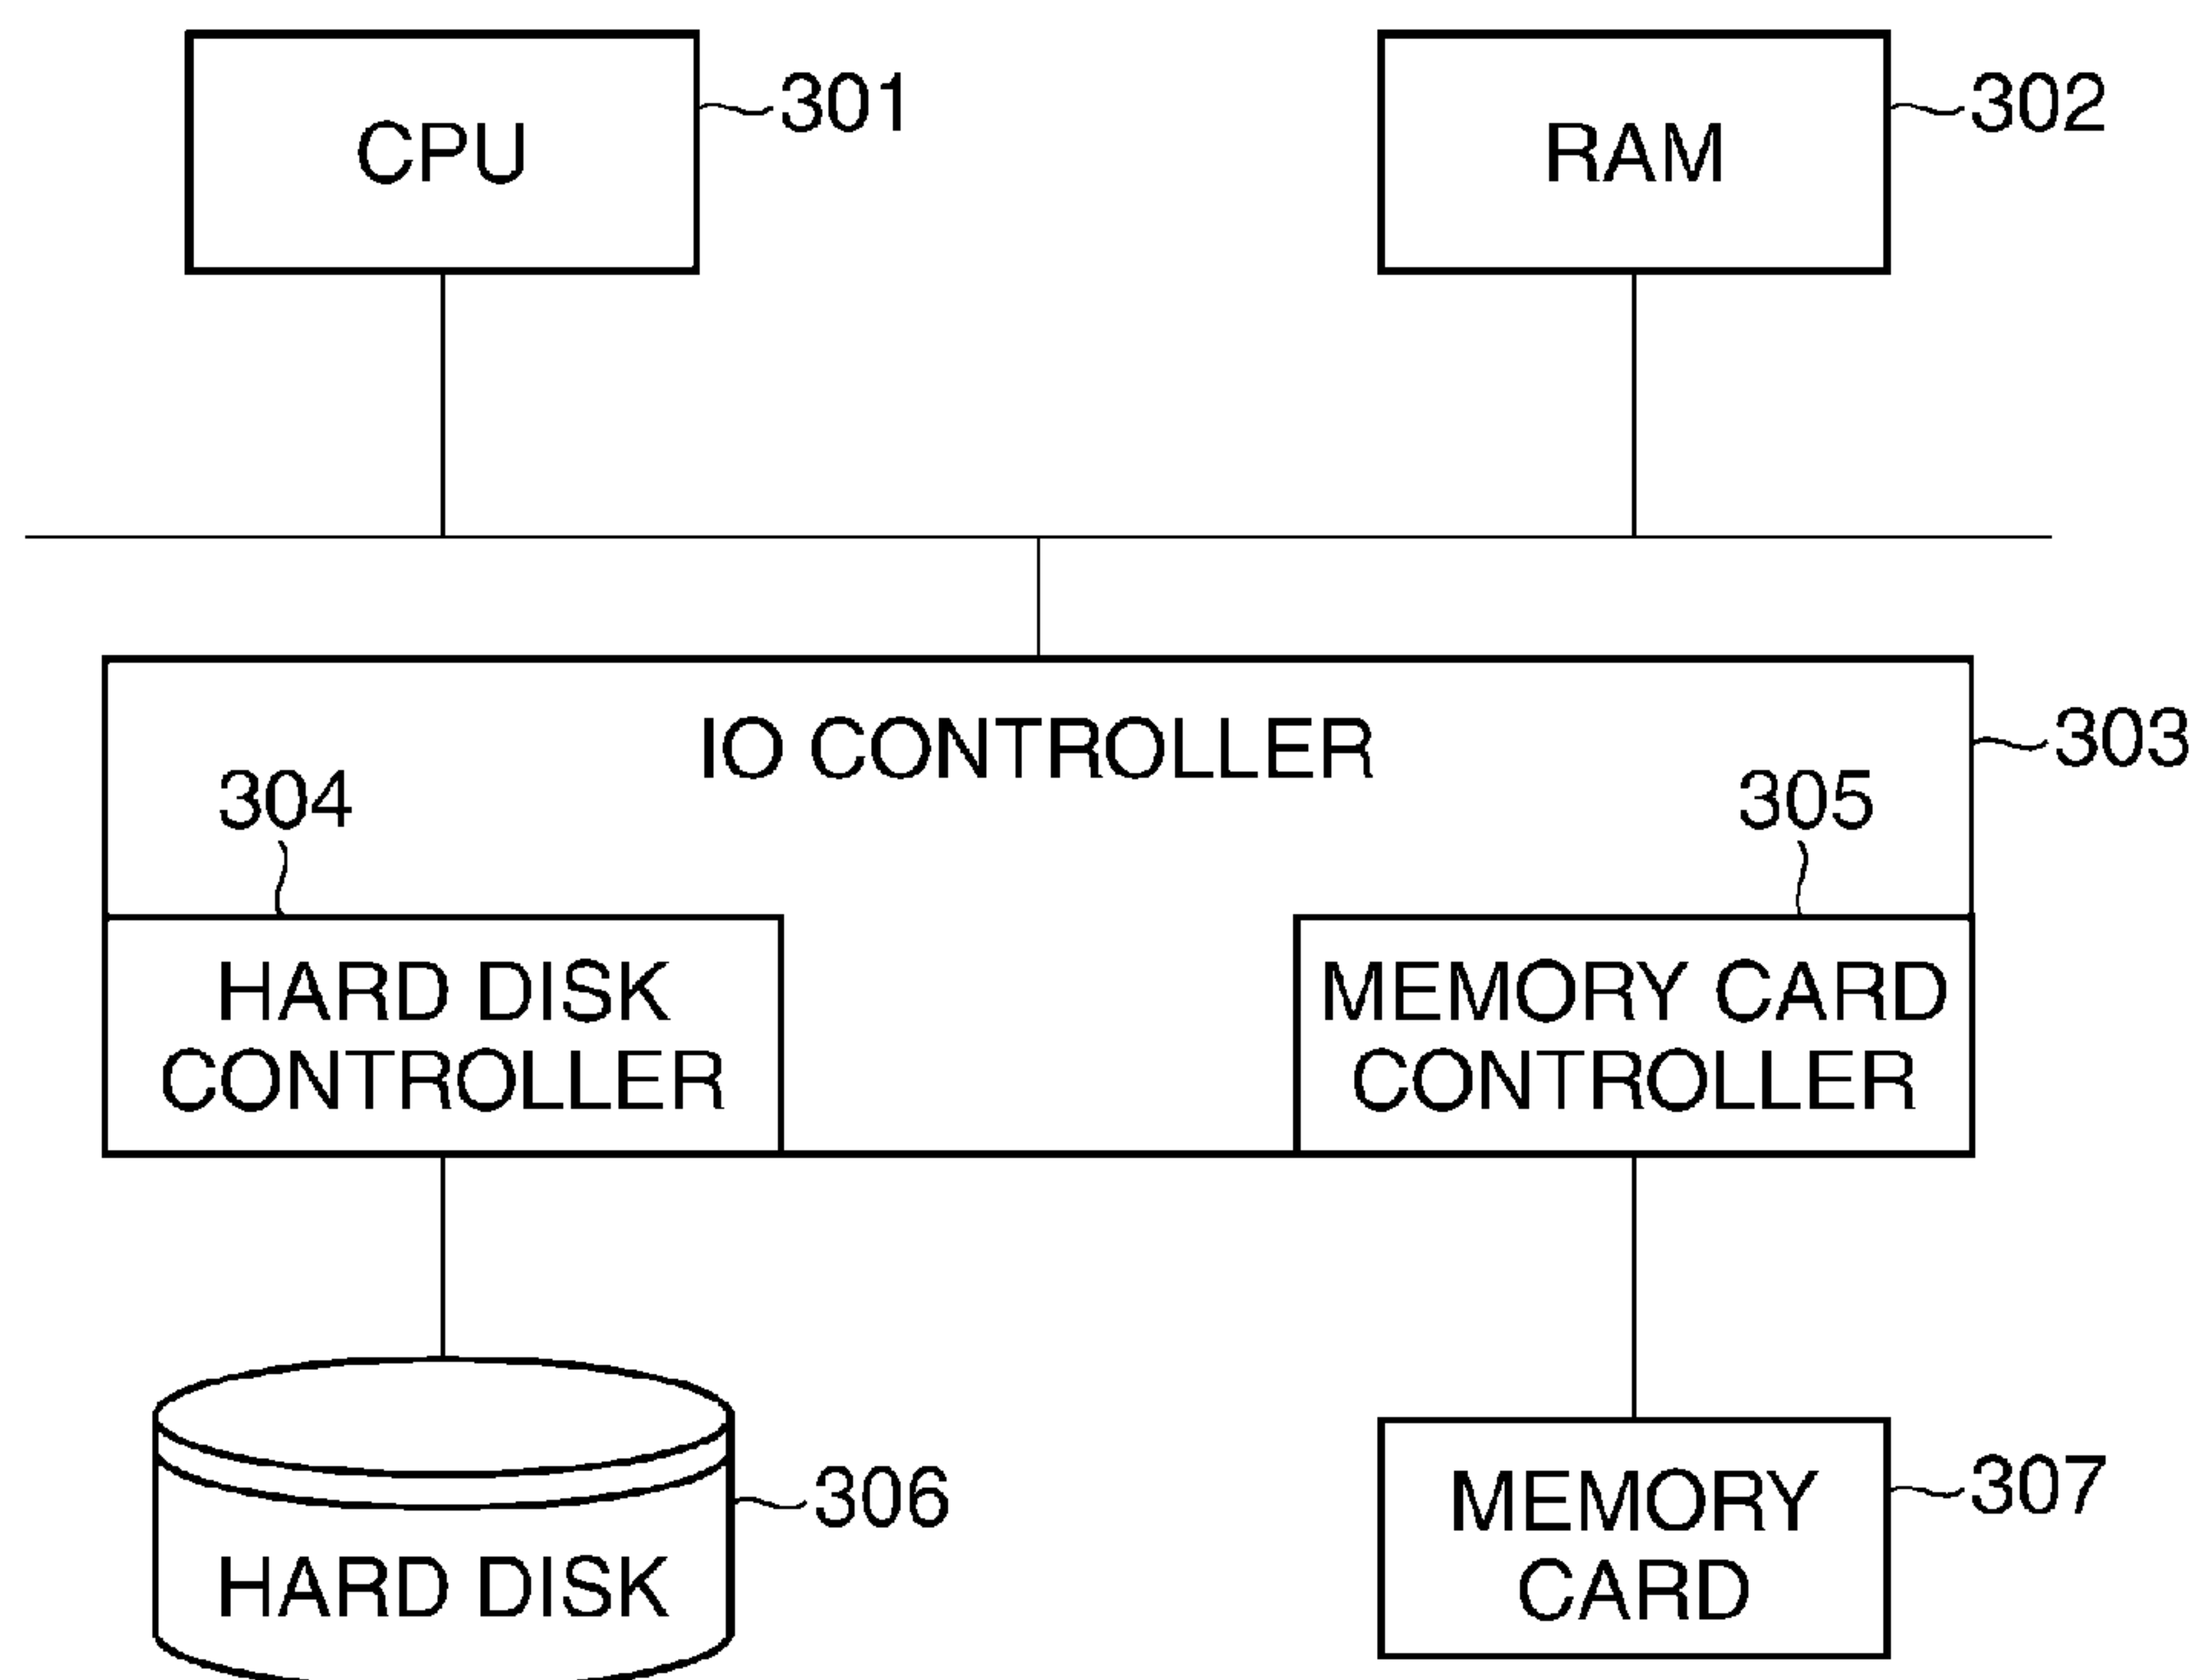 CPU
301
RAM
302
IO CONTROLLER
303
304
305
HARD DISK
CONTROLLER
MEMORY CARD
CONTROLLER
HARD DISK
306
MEMORY
CARD
307